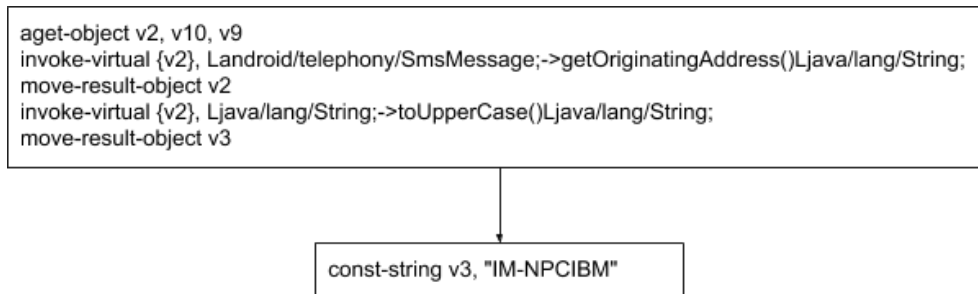 aget-object v2, v10, v9
invoke-virtual {v2}, Landroid/telephony/SmsMessage;->getOriginatingAddress()Ljava/lang/String;
move-result-object v2
invoke-virtual {v2}, Ljava/lang/String;->toUpperCase()Ljava/lang/String;
move-result-object v3
const-string v3, "IM-NPCIBM"